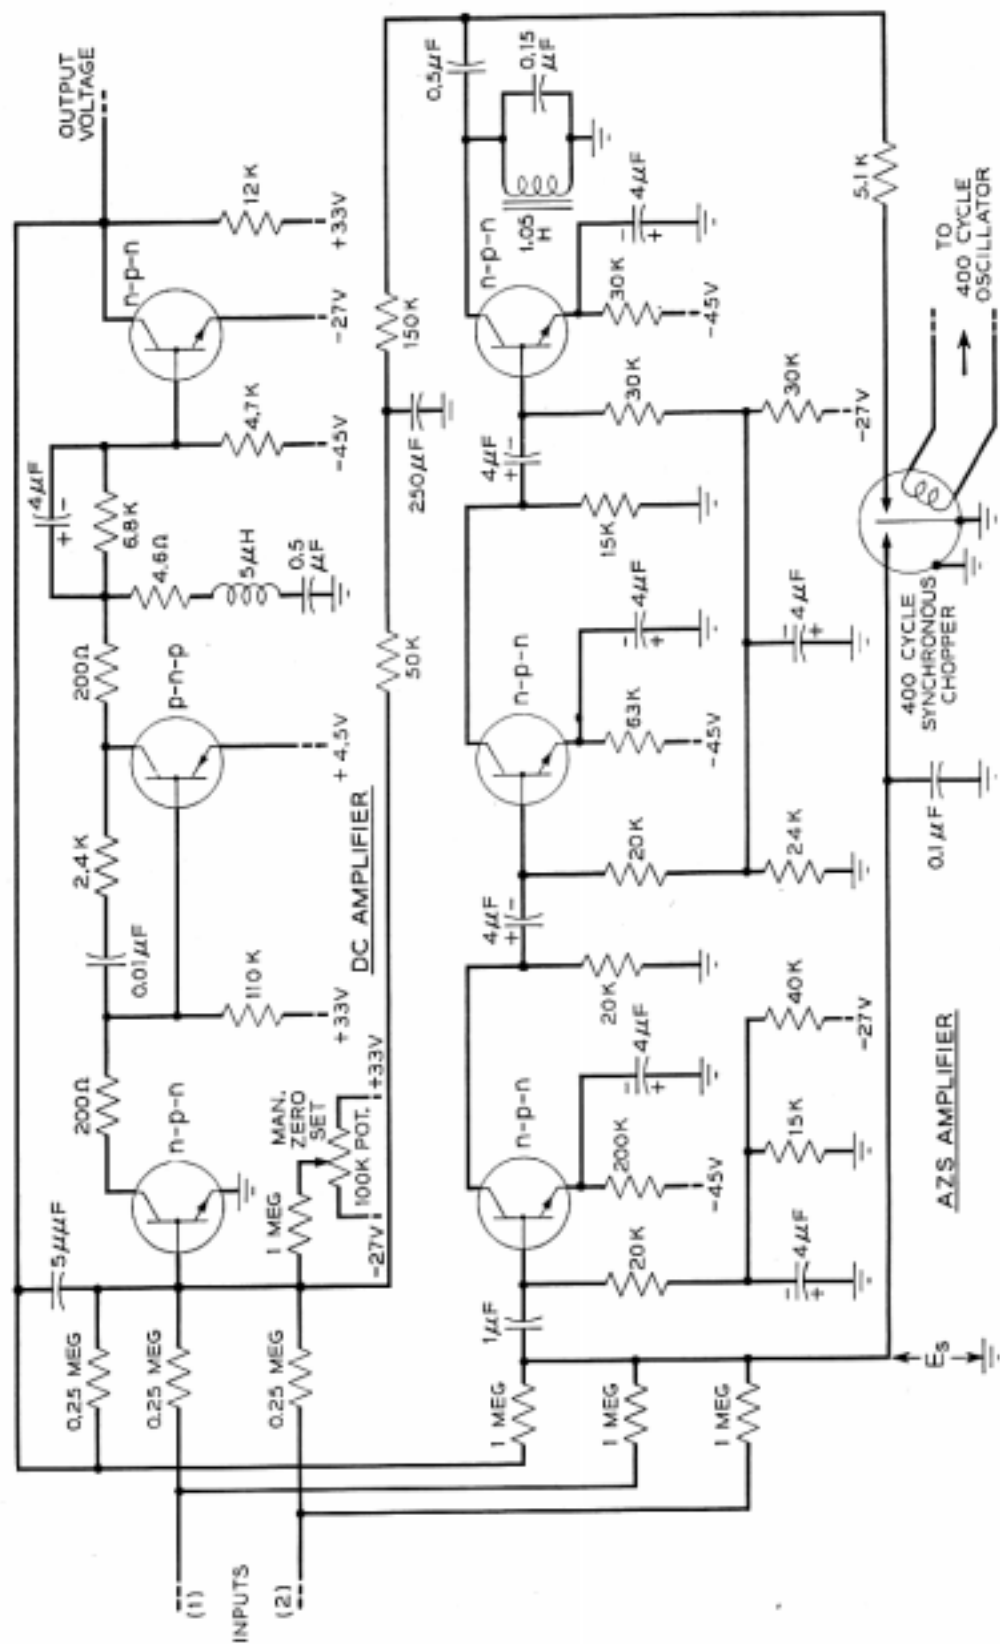 OUTPUT
VOLTAGE
5μμF
0.25 MEG
200Ω
0.01μF
2.4K
200Ω
4μF
+
−
6.8K
4.6Ω
5μH
0.5
μF
n-p-n
0.25 MEG
110K
+33V
p-n-p
+ 4.5V
4.7K
-45V
n-p-n
-27V
12K
+33V
MAN.
ZERO
SET
1 MEG
100K POT.
-27V
+33V
DC AMPLIFIER
0.25 MEG
50K
250μF
150K
0.5μF
0.15
μF
1.05
H
(1)
INPUTS
(2)
1 MEG
1μF
n-p-n
4μF
+
−
n-p-n
4μF
+
−
n-p-n
20K
200K
-45V
4μF
−
+
20K
20K
63K
-45V
4μF
−
+
15K
30K
30K
-45V
4μF
−
+
1 MEG
1 MEG
4μF
−
+
15K
40K
-27V
24K
4μF
−
+
30K
-27V
5.1K
Es
AZS AMPLIFIER
0.1μF
400 CYCLE
SYNCHRONOUS
CHOPPER
TO
400 CYCLE
OSCILLATOR